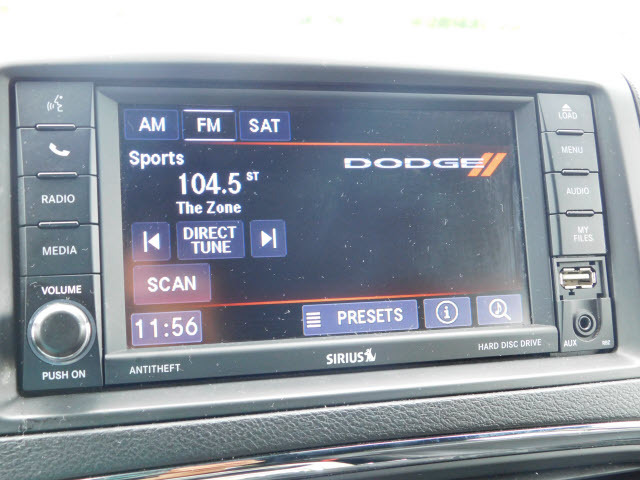 AM FM SAT
Sports
DODGE
104.5 ST
The Zone
DIRECT
TUNE
SCAN
11:56
PRESETS
i
RADIO
MEDIA
VOLUME
PUSH ON
LOAD
MENU
AUDIO
MY
FILES
AUX
ANTITHEFT
SIRIUS
HARD DISC DRIVE